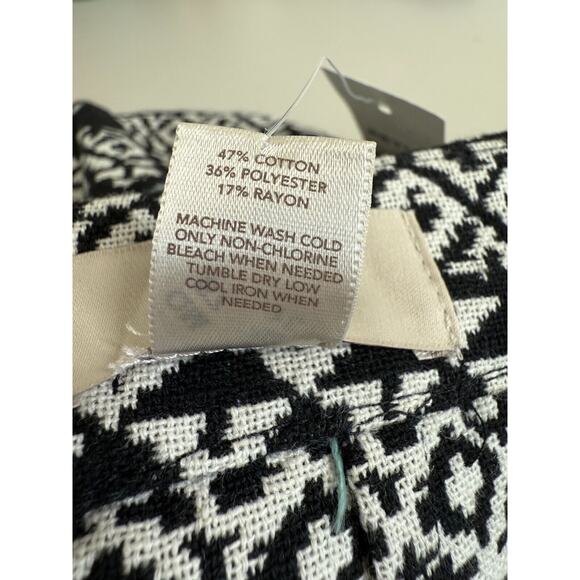 47% COTTON
36% POLYESTER
17% RAYON
MACHINE WASH COLD
ONLY NON-CHLORINE
BLEACH WHEN NEEDED
TUMBLE DRY LOW
COOL IRON WHEN
NEEDED